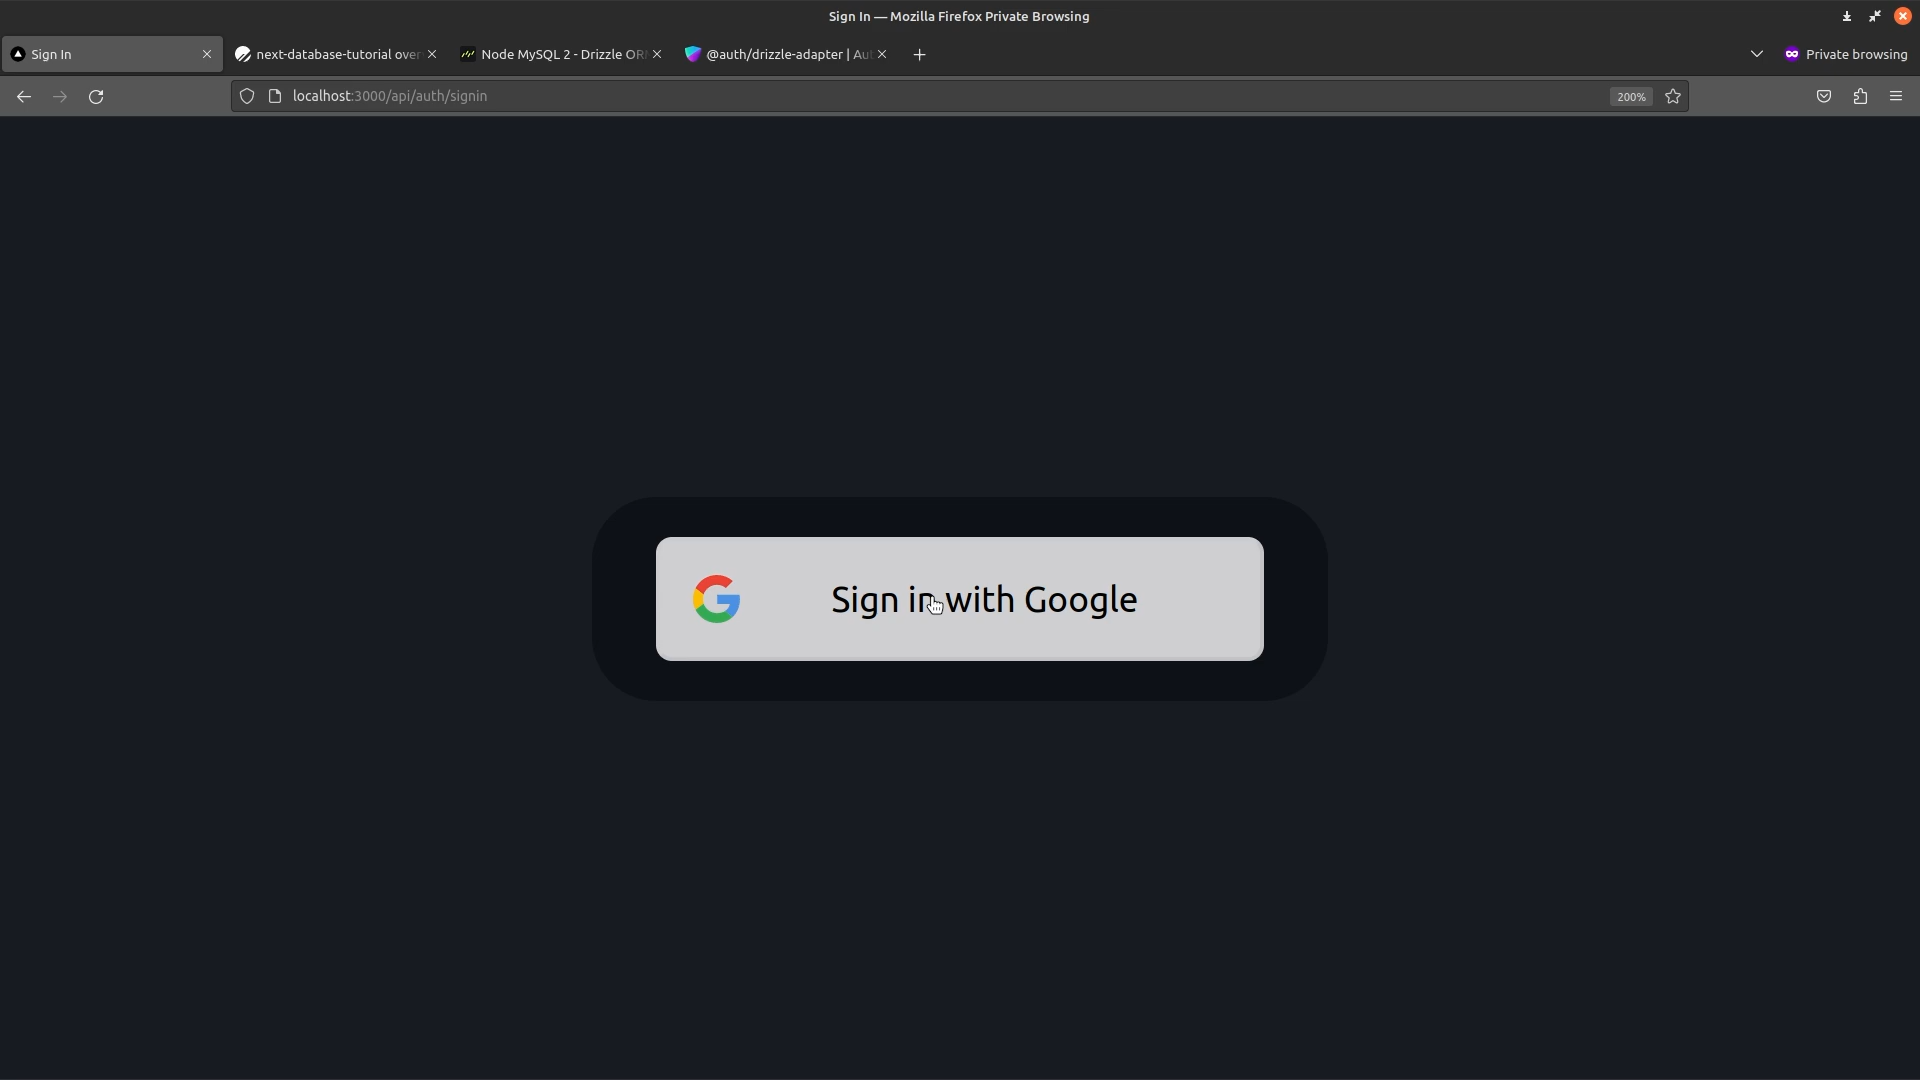 Sign In — Mozilla Firefox Private Browsing
Sign In
next-database-tutorial over
Node MySQL 2 - Drizzle OR
@auth/drizzle-adapter | Au
Private browsing
localhost:3000/api/auth/signin
200%
Sign in with Google